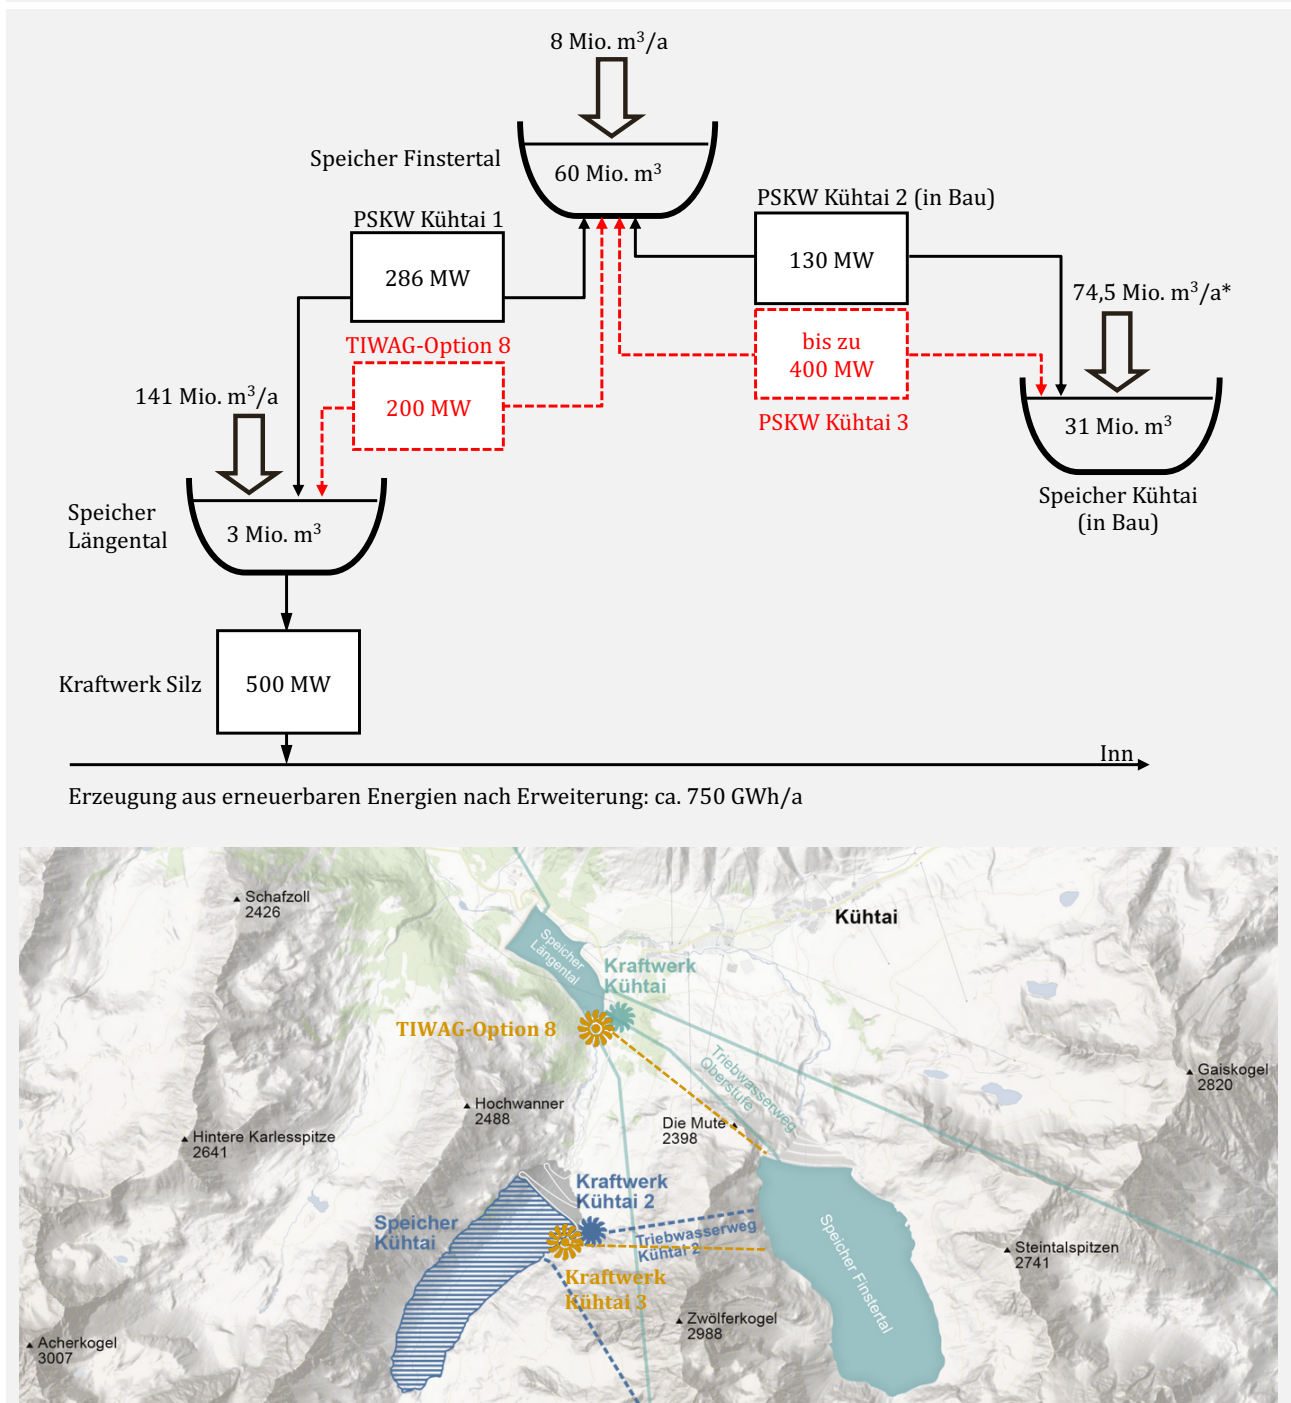 8 Mio. m³/a
Speicher Finstertal
60 Mio. m³
PSKW Kühtai 1
286 MW
PSKW Kühtai 2 (in Bau)
130 MW
74,5 Mio. m³/a*
TIWAG-Option 8
200 MW
bis zu
400 MW
PSKW Kühtai 3
141 Mio. m³/a
31 Mio. m³
Speicher Kühtai
(in Bau)
Speicher
Längental
3 Mio. m³
Kraftwerk Silz
500 MW
Inn
Erzeugung aus erneuerbaren Energien nach Erweiterung: ca. 750 GWh/a
Schafzoll
2426
Kühtai
Speicher
Längental
Kraftwerk
Kühtai
TIWAG-Option 8
Triebwasserweg
Oberstufe
Gaiskogel
2820
Hochwanner
2488
Die Mute
2398
Hintere Karlesspitze
2641
Kraftwerk
Kühtai 2
Speicher
Kühtai
Triebwasserweg
Kühtai 2
Speicher Finstertal
Steintalspitzen
2741
Kraftwerk
Kühtai 3
Zwölferkogel
2988
Acherkogel
3007